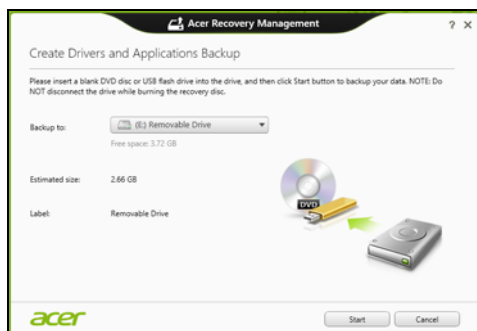 Acer Recovery Management
? ×
Create Drivers and Applications Backup
Please insert a blank DVD disc or USB flash drive into the drive, and then click Start button to backup your data. NOTE: Do
NOT disconnect the drive while burning the recovery disc.
Backup to: (E:) Removable Drive
Free space: 3.72 GB
Estimated size: 2.66 GB
DVD
Label: Removable Drive
acer Start Cancel